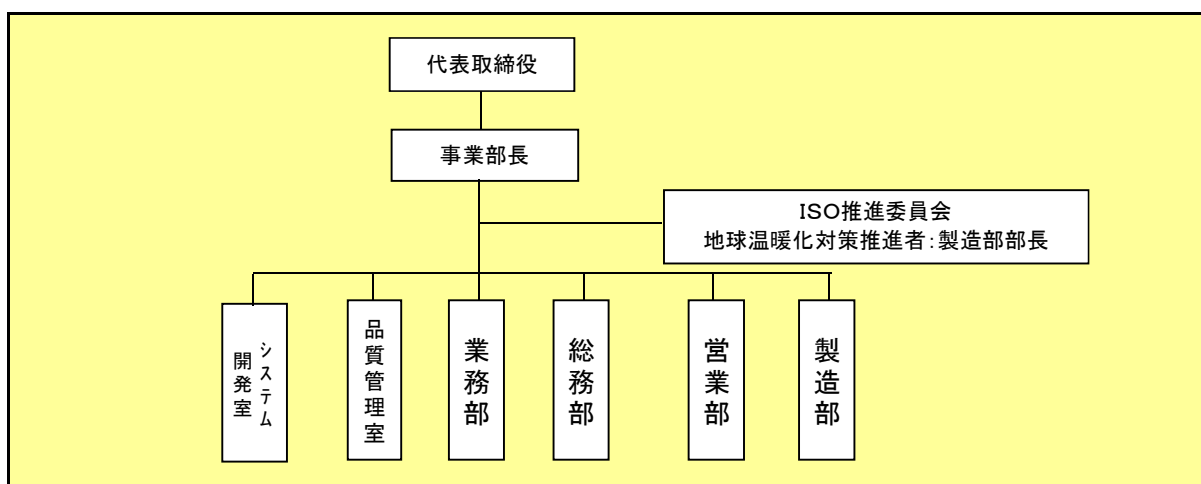 代表取締役
事業部長
ISO推進委員会
地球温暖化対策推進者:製造部部長
システム
開発室
品質管理室
業務部
総務部
営業部
製造部